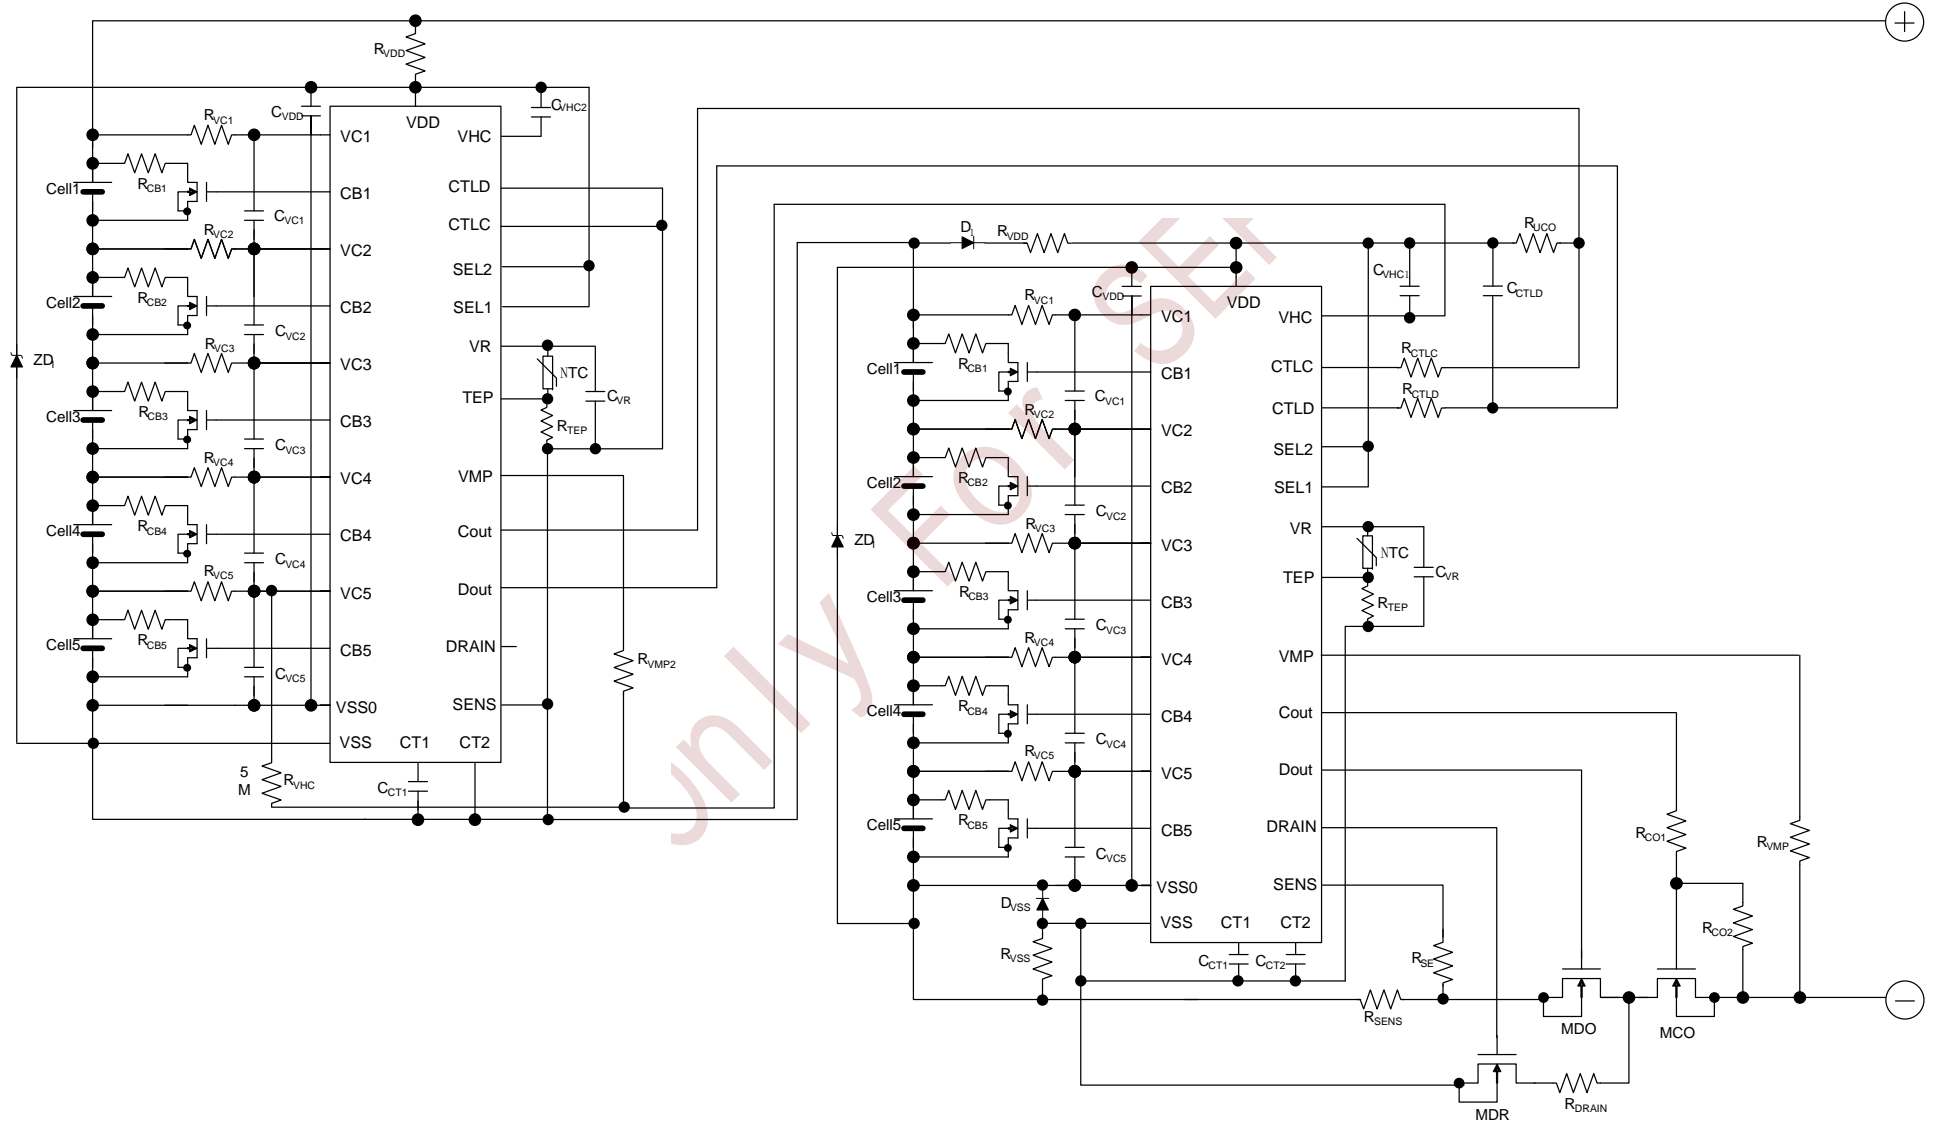 +
RVDD
CVDD
VDD
CVHC2
RVC1
VC1
VHC
RCB1
Cell1
CB1
CTLD
CVC1
CTLC
RVC2
VC2
SEL2
RCB2
Cell2
CB2
SEL1
CVC2
RVC3
VC3
VR
NTC
ZD1
RCB3
Cell3
CB3
TEP
CVR
RTEP
CVC3
RVC4
VC4
VMP
RCB4
Cell4
CB4
Cout
CVC4
RVC5
VC5
Dout
RCB5
Cell5
CB5
DRAIN
RVMP2
CVC5
VSS0
SENS
VSS
CT1
CT2
5
M
RVHC
CCT1
only For SE
D1
RVDD
RUCO
CVDD
VDD
CVHC1
CCTLD
RVC1
VC1
VHC
RCB1
Cell1
CB1
CTLC
RCTLC
CVC1
CTLD
RCTLD
RVC2
VC2
SEL2
RCB2
Cell2
CB2
SEL1
CVC2
RVC3
VC3
VR
NTC
ZD1
RCB3
Cell3
CB3
TEP
CVR
RTEP
CVC3
RVC4
VC4
VMP
RCB4
Cell4
CB4
Cout
CVC4
RVC5
VC5
Dout
RCB5
Cell5
CB5
DRAIN
RCO1
RVMP
CVC5
VSS0
SENS
DVSS
VSS
CT1
CT2
RVSS
CCT1
CCT2
RSE
RCO2
RSENS
MDO
MCO
−
MDR
RDRAIN